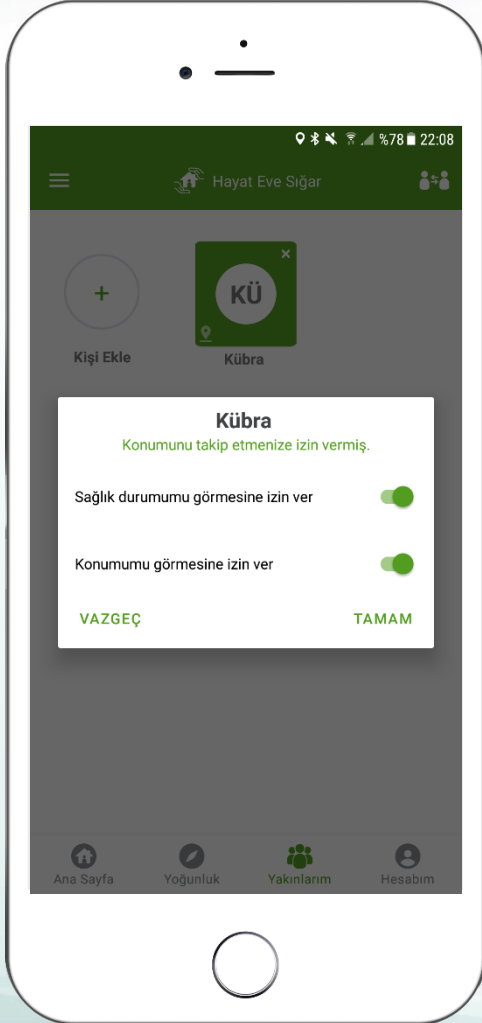 %78 22:08
Hayat Eve Sığar
KÜ
Kişi Ekle
Kübra
Kübra
Konumunu takip etmenize izin vermiş.
Sağlık durumumu görmesine izin ver
Konumumu görmesine izin ver
VAZGEÇ
TAMAM
Ana Sayfa
Yoğunluk
Yakınlarım
Hesabım